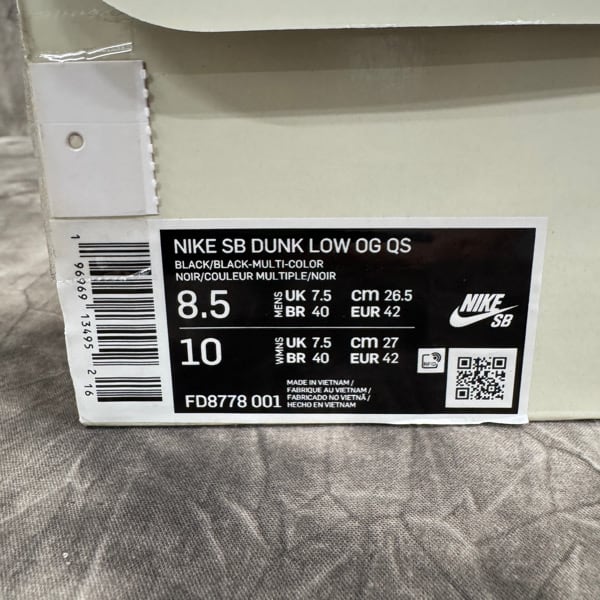 1 96969 13495 2 16
NIKE SB DUNK LOW OG QS
BLACK/BLACK-MULTI-COLOR
NOIR/COULEUR MULTIPLE/NOIR
8.5 MENS UK 7.5 cm 26.5
BR 40 EUR 42
10 WMNS UK 7.5 cm 27
BR 40 EUR 42
FD8778 001
MADE IN VIETNAM /
FABRIQUE AU VIETNAM /
FABRICADO NO VIETNÃ /
HECHO EN VIETNAM
NIKE
SB